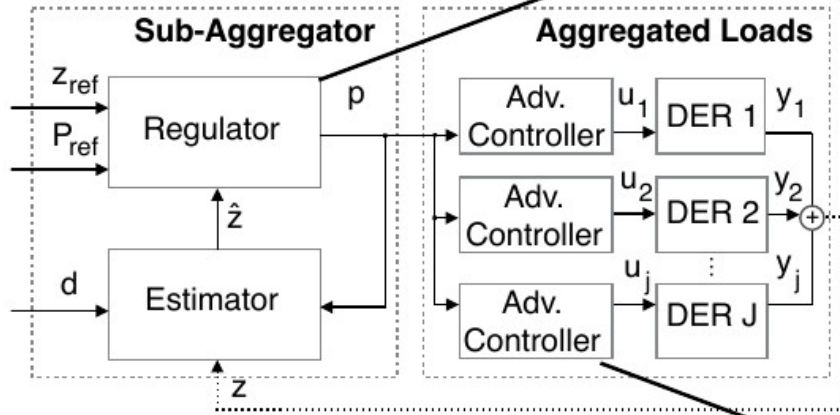 Sub-Aggregator
Aggregated Loads
z_ref
P_ref
Regulator
p
ẑ
d
Estimator
z
Adv.
Controller
u_1
DER 1
y_1
Adv.
Controller
u_2
DER 2
y_2
+
⋮
Adv.
Controller
u_j
DER J
y_j